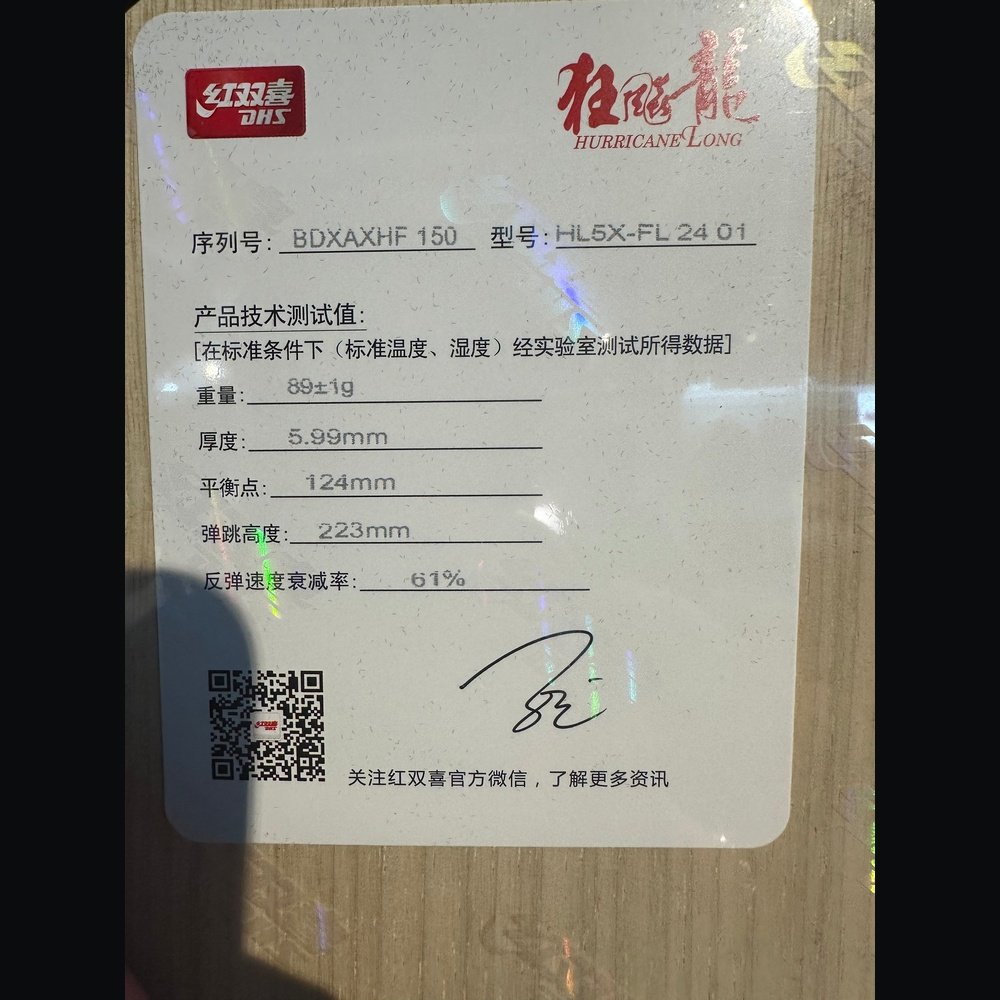 红双喜
DHS
狂飚龍
HURRICANE LONG
序列号: BDXAXHF 150 型号: HL5X-FL 24 01
产品技术测试值:
[在标准条件下（标准温度、湿度）经实验室测试所得数据]
重量: 89±1g
厚度: 5.99mm
平衡点: 124mm
弹跳高度: 223mm
反弹速度衰减率: 61%
红双喜
DHS
关注红双喜官方微信，了解更多资讯